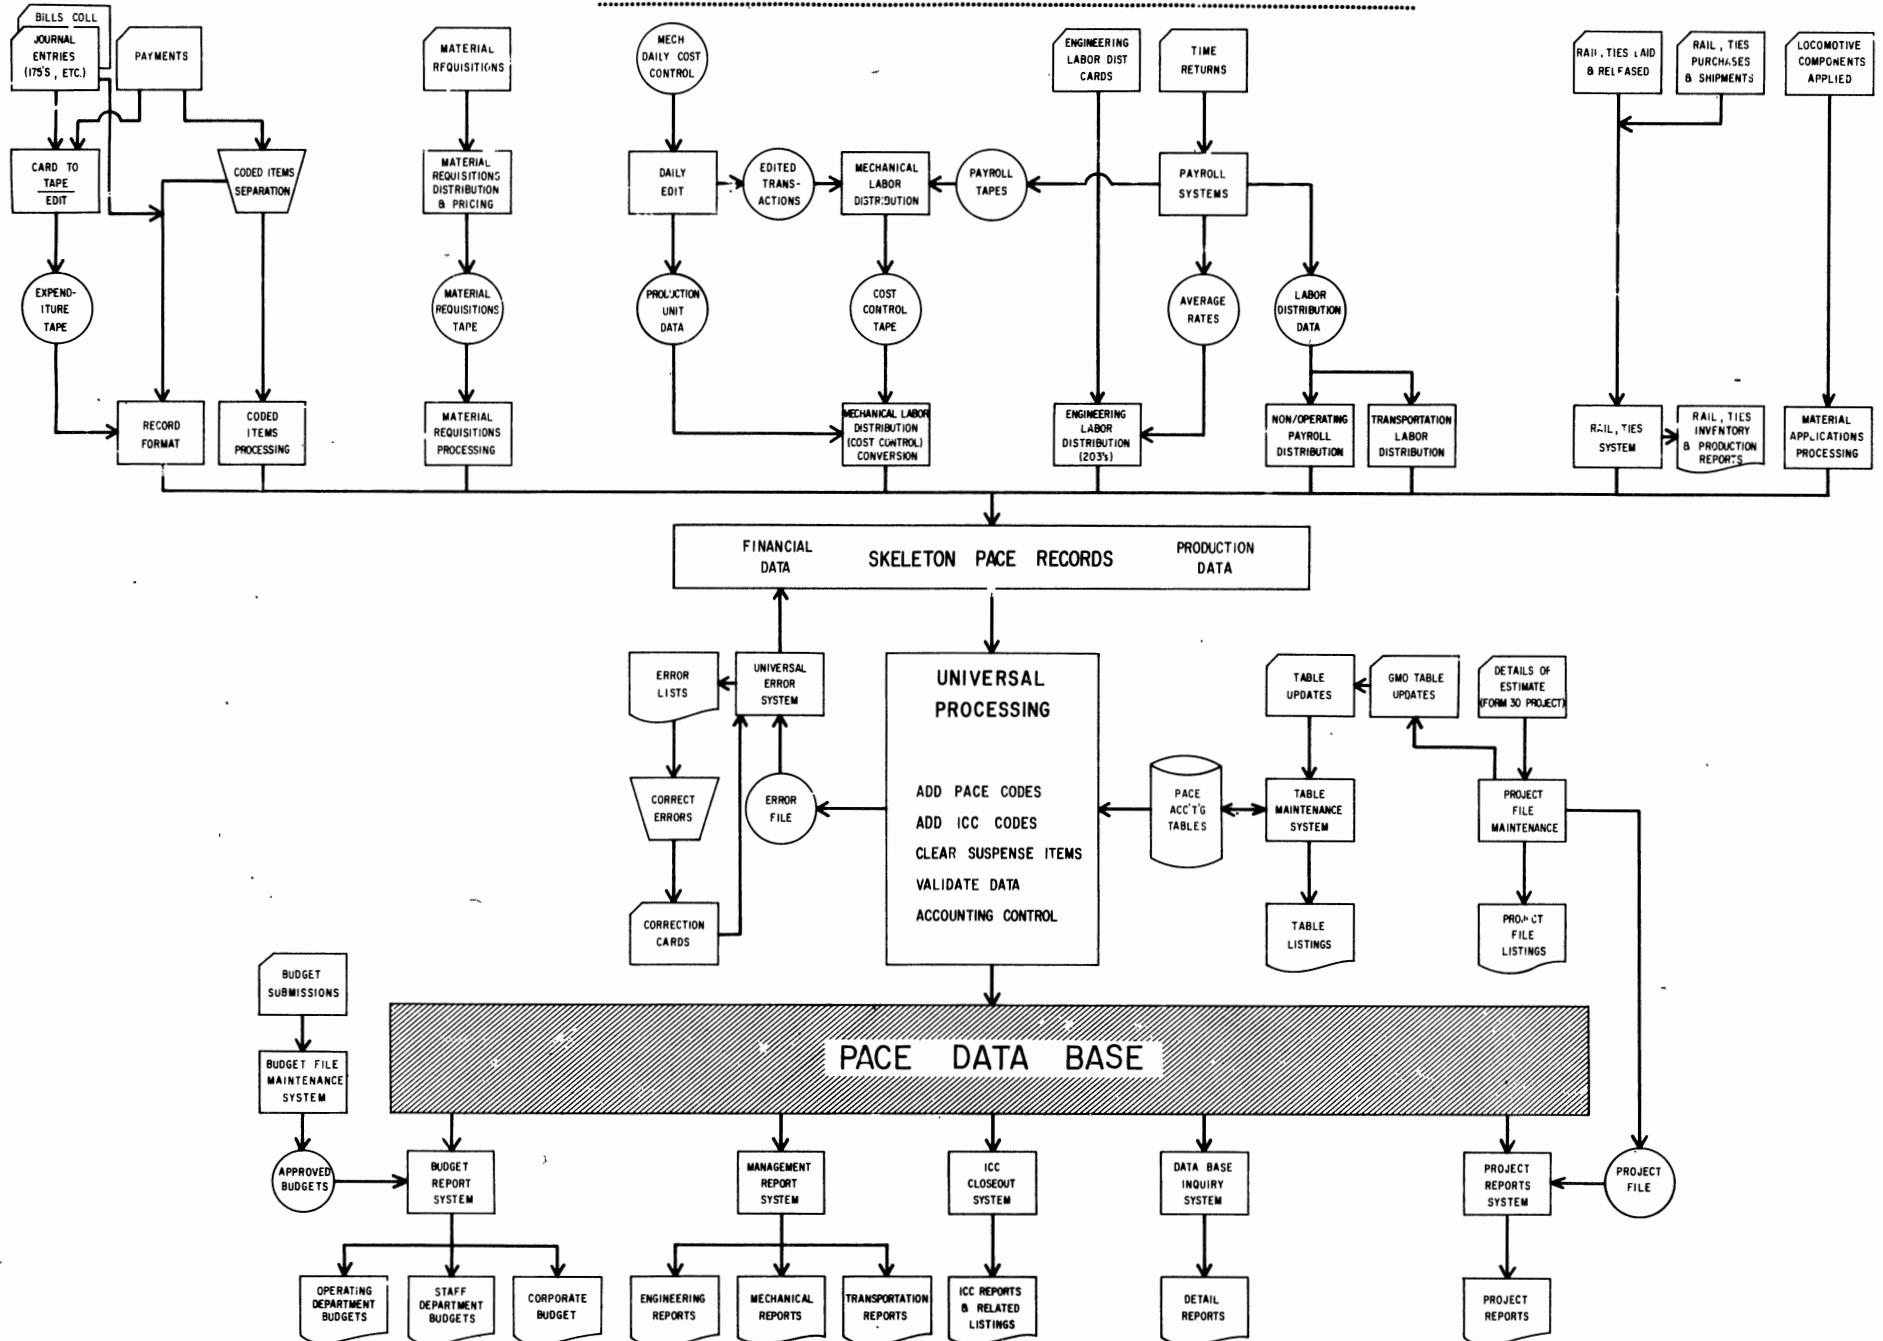 BILLS COLL
JOURNAL
ENTRIES
(175'S, ETC.)
PAYMENTS
MATERIAL
REQUISITIONS
MECH
DAILY COST
CONTROL
ENGINEERING
LABOR DIST
CARDS
TIME
RETURNS
RAIL, TIES LAID
& RELEASED
RAIL, TIES
PURCHASES
& SHIPMENTS
LOCOMOTIVE
COMPONENTS
APPLIED
CARD TO
TAPE
EDIT
CODED ITEMS
SEPARATION
MATERIAL
REQUISITIONS
DISTRIBUTION
& PRICING
DAILY
EDIT
EDITED
TRANS-
ACTIONS
MECHANICAL
LABOR
DISTRIBUTION
PAYROLL
TAPES
PAYROLL
SYSTEMS
EXPEND-
ITURE
TAPE
MATERIAL
REQUISITIONS
TAPE
PRODUCTION
UNIT
DATA
COST
CONTROL
TAPE
AVERAGE
RATES
LABOR
DISTRIBUTION
DATA
RECORD
FORMAT
CODED
ITEMS
PROCESSING
MATERIAL
REQUISITIONS
PROCESSING
MECHANICAL LABOR
DISTRIBUTION
(COST CONTROL)
CONVERSION
ENGINEERING
LABOR
DISTRIBUTION
(203's)
NON/OPERATING
PAYROLL
DISTRIBUTION
TRANSPORTATION
LABOR
DISTRIBUTION
RAIL, TIES
SYSTEM
RAIL, TIES
INVENTORY
& PRODUCTION
REPORTS
MATERIAL
APPLICATIONS
PROCESSING
FINANCIAL
DATA
SKELETON PACE RECORDS
PRODUCTION
DATA
ERROR
LISTS
UNIVERSAL
ERROR
SYSTEM
UNIVERSAL
PROCESSING
ADD PACE CODES
ADD ICC CODES
CLEAR SUSPENSE ITEMS
VALIDATE DATA
ACCOUNTING CONTROL
TABLE
UPDATES
GMO TABLE
UPDATES
DETAILS OF
ESTIMATE
(FORM 30 PROJECT)
CORRECT
ERRORS
ERROR
FILE
PACE
ACC'T'G
TABLES
TABLE
MAINTENANCE
SYSTEM
PROJECT
FILE
MAINTENANCE
CORRECTION
CARDS
TABLE
LISTINGS
PROJECT
FILE
LISTINGS
BUDGET
SUBMISSIONS
BUDGET FILE
MAINTENANCE
SYSTEM
PACE DATA BASE
APPROVED
BUDGETS
BUDGET
REPORT
SYSTEM
MANAGEMENT
REPORT
SYSTEM
ICC
CLOSEOUT
SYSTEM
DATA BASE
INQUIRY
SYSTEM
PROJECT
REPORTS
SYSTEM
PROJECT
FILE
OPERATING
DEPARTMENT
BUDGETS
STAFF
DEPARTMENT
BUDGETS
CORPORATE
BUDGET
ENGINEERING
REPORTS
MECHANICAL
REPORTS
TRANSPORTATION
REPORTS
ICC REPORTS
& RELATED
LISTINGS
DETAIL
REPORTS
PROJECT
REPORTS